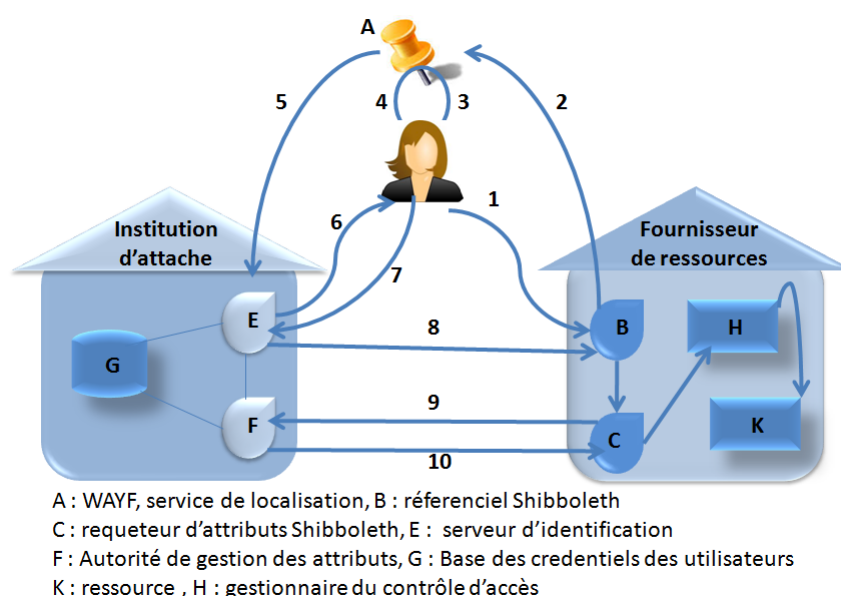 A
5
4
3
2
Institution
d'attache
6
1
Fournisseur
de ressources
7
E
8
B
H
G
9
F
C
K
10
A : WAYF, service de localisation, B : réferenciel Shibboleth
C : requeteur d'attributs Shibboleth, E : serveur d'identification
F : Autorité de gestion des attributs, G : Base des credentiels des utilisateurs
K : ressource , H : gestionnaire du contrôle d'accès